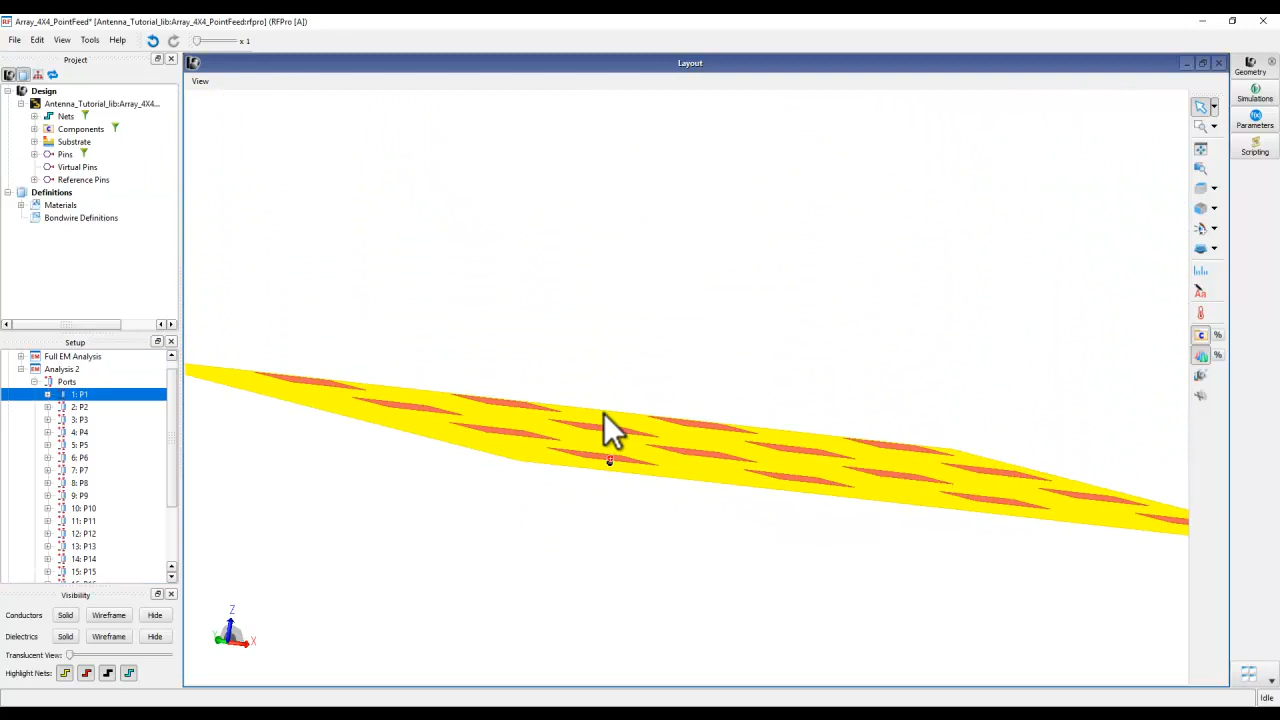 Array_4X4_PointFeed* [Antenna_Tutorial_lib:Array_4X4_PointFeed:rfpro] (RFPro [A])
File Edit View Tools Help x 1
Project
Layout
View
Geometry
Simulations
Parameters
Scripting
Design
Antenna_Tutorial_lib:Array_4X4...
Nets
Components
Substrate
Pins
Virtual Pins
Reference Pins
Definitions
Materials
Bondwire Definitions
Setup
Full EM Analysis
Analysis 2
Ports
1: P1
2: P2
3: P3
4: P4
5: P5
6: P6
7: P7
8: P8
9: P9
10: P10
11: P11
12: P12
13: P13
14: P14
15: P15
Visibility
Conductors Solid Wireframe Hide
Dielectrics Solid Wireframe Hide
Translucent View:
Highlight Nets:
Z
X
Aa
C %
%
Idle